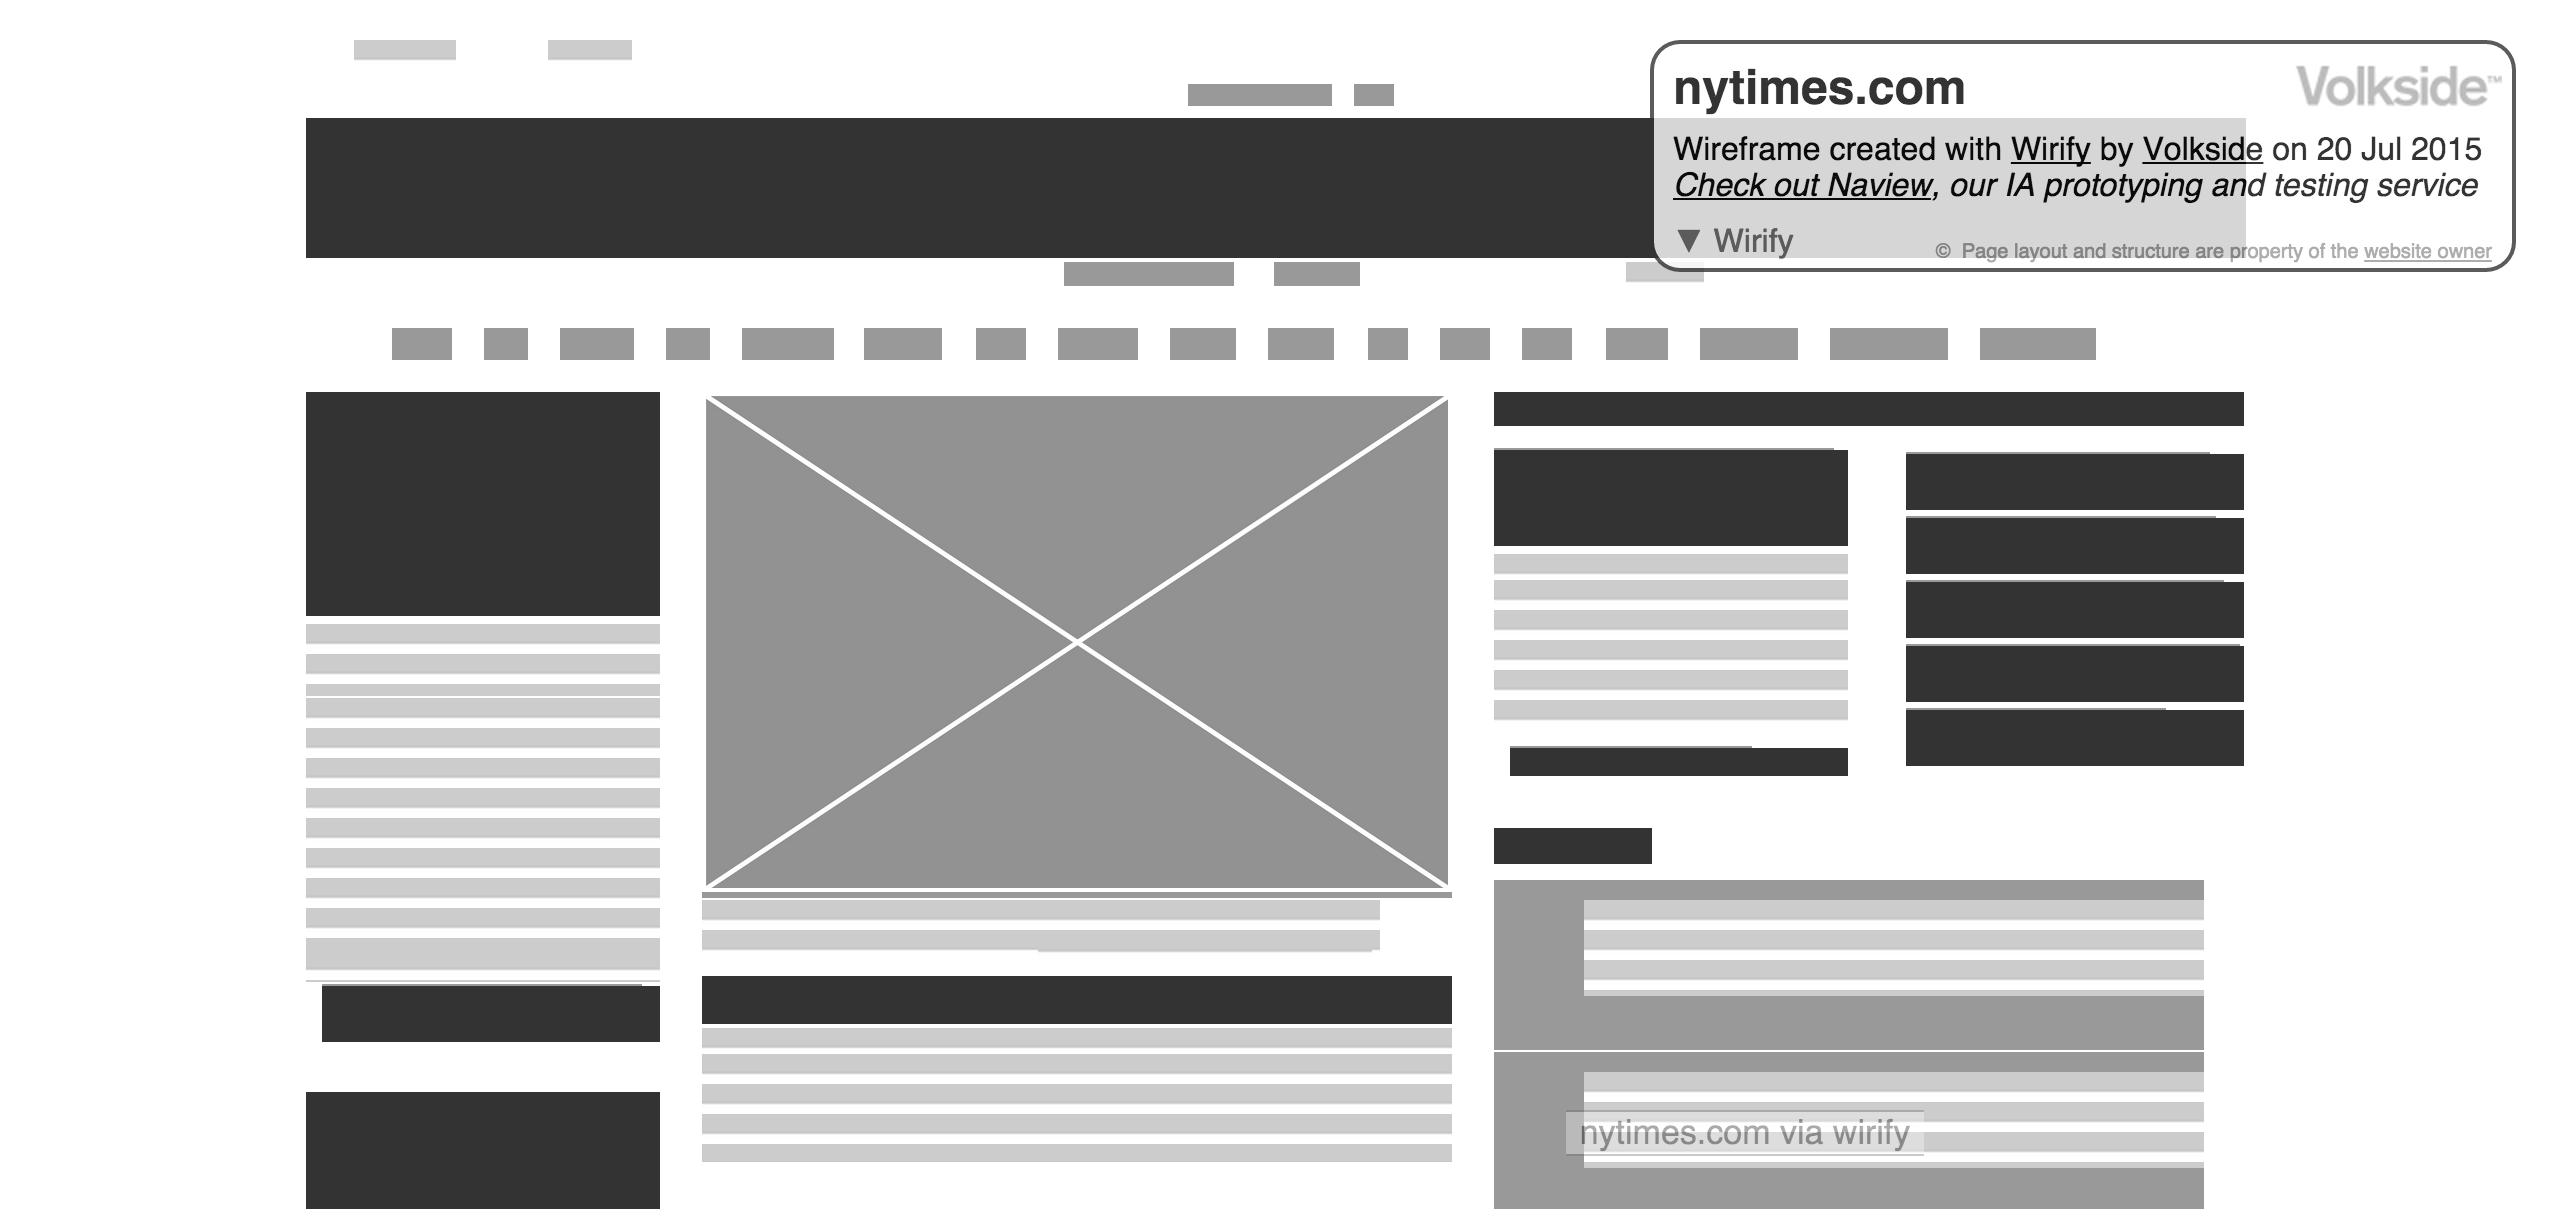 nytimes.com
Volkside™
Wireframe created with Wirify by Volkside on 20 Jul 2015
Check out Naview, our IA prototyping and testing service
▼ Wirify
© Page layout and structure are property of the website owner
nytimes.com via wirify